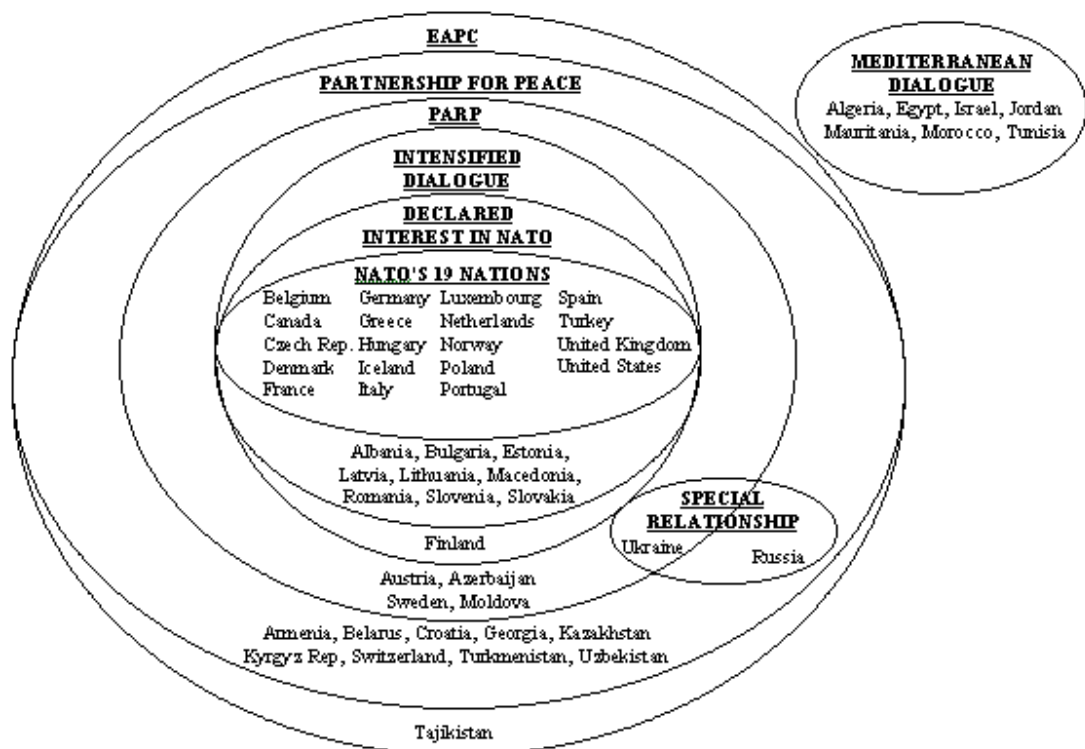 EAPC
PARTNERSHIP FOR PEACE
PARP
INTENSIFIED
DIALOGUE
DECLARED
INTEREST IN NATO
NATO'S 19 NATIONS
Belgium Germany Luxembourg Spain
Canada Greece Netherlands Turkey
Czech Rep. Hungary Norway United Kingdom
Denmark Iceland Poland United States
France Italy Portugal
Albania, Bulgaria, Estonia,
Latvia, Lithuania, Macedonia,
Romania, Slovenia, Slovakia
Finland
Austria, Azerbaijan
Sweden, Moldova
Armenia, Belarus, Croatia, Georgia, Kazakhstan
Kyrgyz Rep, Switzerland, Turkmenistan, Uzbekistan
Tajikistan
SPECIAL
RELATIONSHIP
Ukraine Russia
MEDITERRANEAN
DIALOGUE
Algeria, Egypt, Israel, Jordan
Mauritania, Morocco, Tunisia